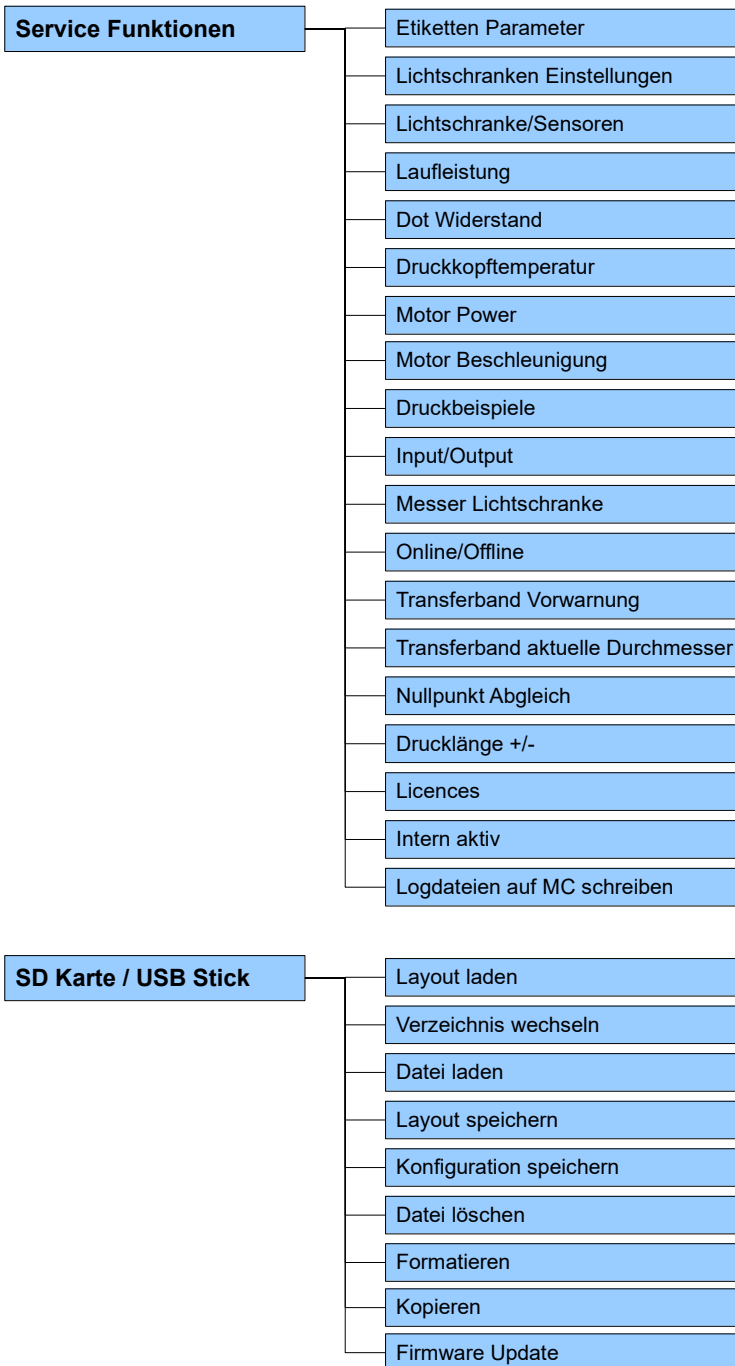 Service Funktionen
Etiketten Parameter
Lichtschranken Einstellungen
Lichtschranke/Sensoren
Laufleistung
Dot Widerstand
Druckkopftemperatur
Motor Power
Motor Beschleunigung
Druckbeispiele
Input/Output
Messer Lichtschranke
Online/Offline
Transferband Vorwarnung
Transferband aktuelle Durchmesser
Nullpunkt Abgleich
Drucklänge +/-
Licences
Intern aktiv
Logdateien auf MC schreiben
SD Karte / USB Stick
Layout laden
Verzeichnis wechseln
Datei laden
Layout speichern
Konfiguration speichern
Datei löschen
Formatieren
Kopieren
Firmware Update